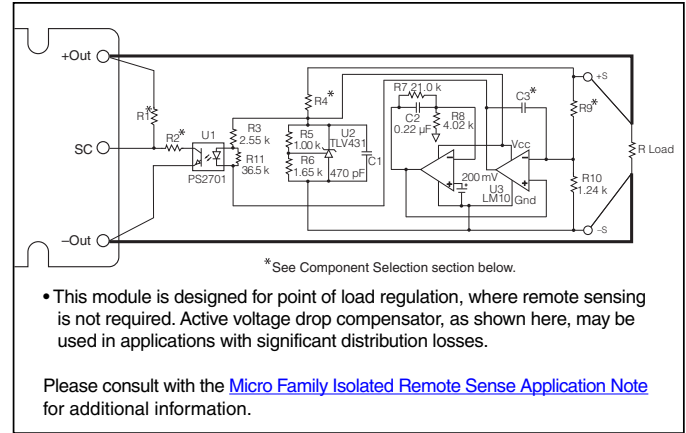 +Out
SC
–Out
R1*
R2*
U1
PS2701
R3
2.55 k
R11
36.5 k
R4*
R5
1.00 k
R6
1.65 k
U2
TLV431
C1
470 pF
R7 21.0 k
C2
0.22 µF
R8
4.02 k
200 mV
U3
LM10
Vcc
Gnd
C3*
+S
R9*
R10
1.24 k
–S
R Load
*See Component Selection section below.
• This module is designed for point of load regulation, where remote sensing
is not required. Active voltage drop compensator, as shown here, may be
used in applications with significant distribution losses.
Please consult with the Micro Family Isolated Remote Sense Application Note
for additional information.